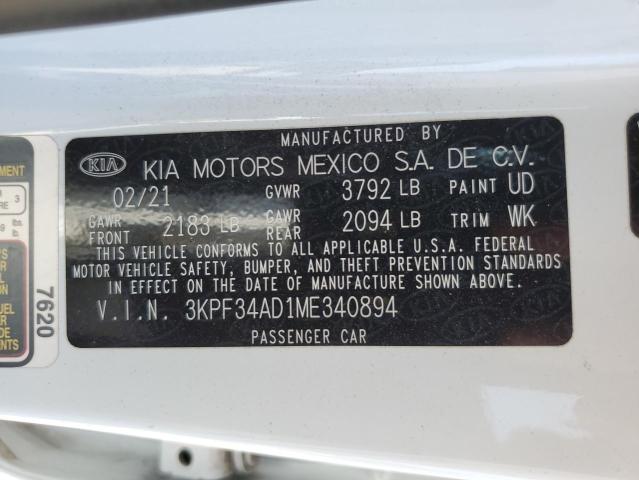 MANUFACTURED BY
KIA KIA MOTORS MEXICO S.A. DE C.V.
02/21 GVWR 3792 LB PAINT UD
GAWR FRONT 2183 LB GAWR REAR 2094 LB TRIM WK
THIS VEHICLE CONFORMS TO ALL APPLICABLE U.S.A. FEDERAL
MOTOR VEHICLE SAFETY, BUMPER, AND THEFT PREVENTION STANDARDS
IN EFFECT ON THE DATE OF MANUFACTURE SHOWN ABOVE.
V.I.N. 3KPF34AD1ME340894
PASSENGER CAR
7620